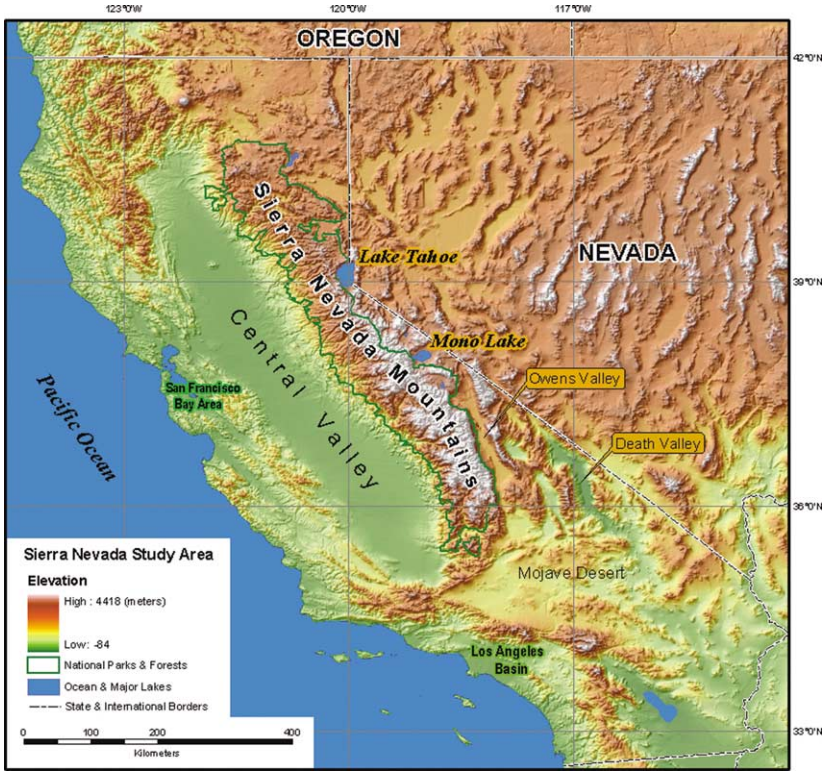 123°0'W 120°0'W 117°0'W
OREGON
42°0'N
Sierra Nevada Mountains
Lake Tahoe
NEVADA
39°0'N
Mono Lake
Central Valley
Owens Valley
San Francisco
Bay Area
Pacific Ocean
Death Valley
36°0'N
Mojave Desert
Los Angeles
Basin
33°0'N
Sierra Nevada Study Area
Elevation
High : 4418 (meters)
Low: -84
National Parks & Forests
Ocean & Major Lakes
State & International Borders
0 100 200 400
Kilometers